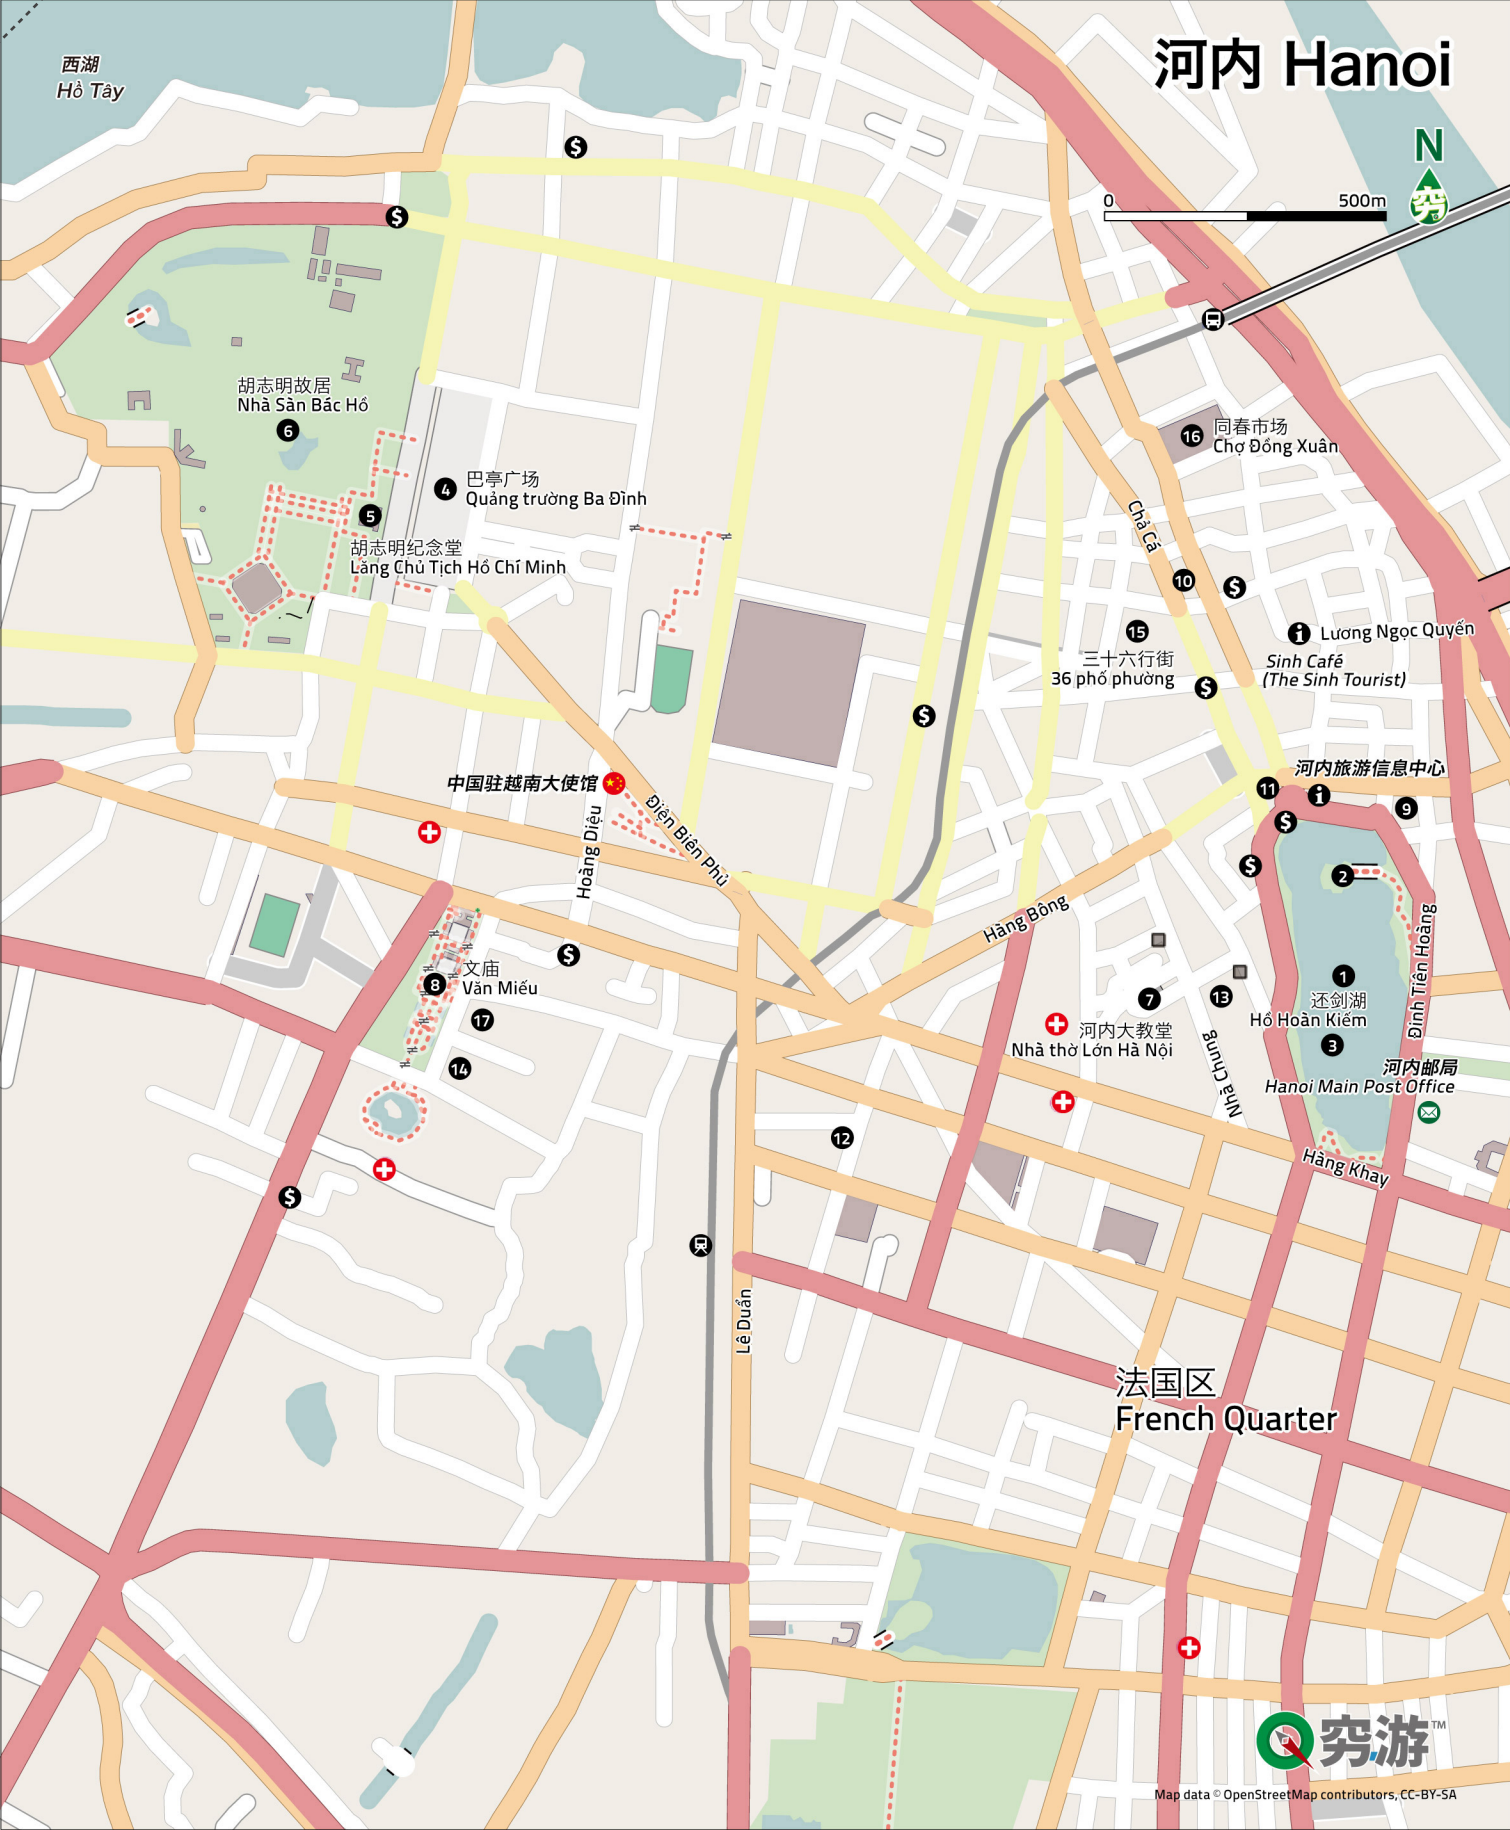 河内 Hanoi
西湖
Hồ Tây
N
0 500m
穷
$
$
胡志明故居
Nhà Sàn Bác Hồ
6
16
同春市场
Chợ Đồng Xuân
4
巴亭广场
Quảng trường Ba Đình
5
胡志明纪念堂
Lăng Chủ Tịch Hồ Chí Minh
Chả Cá
10
$
15
三十六行街
36 phố phường
i
Lương Ngọc Quyến
Sinh Café
(The Sinh Tourist)
$
$
中国驻越南大使馆
河内旅游信息中心
11
i
9
$
Điện Biên Phủ
Hoàng Diệu
$
2
Hàng Bông
Đinh Tiên Hoàng
$
文庙
8
Văn Miếu
17
14
7
13
河内大教堂
Nhà thờ Lớn Hà Nội
Nhà Chung
1
还剑湖
Hồ Hoàn Kiếm
3
河内邮局
Hanoi Main Post Office
12
Hàng Khay
$
Lê Duẩn
法国区
French Quarter
穷游™
Map data © OpenStreetMap contributors, CC-BY-SA